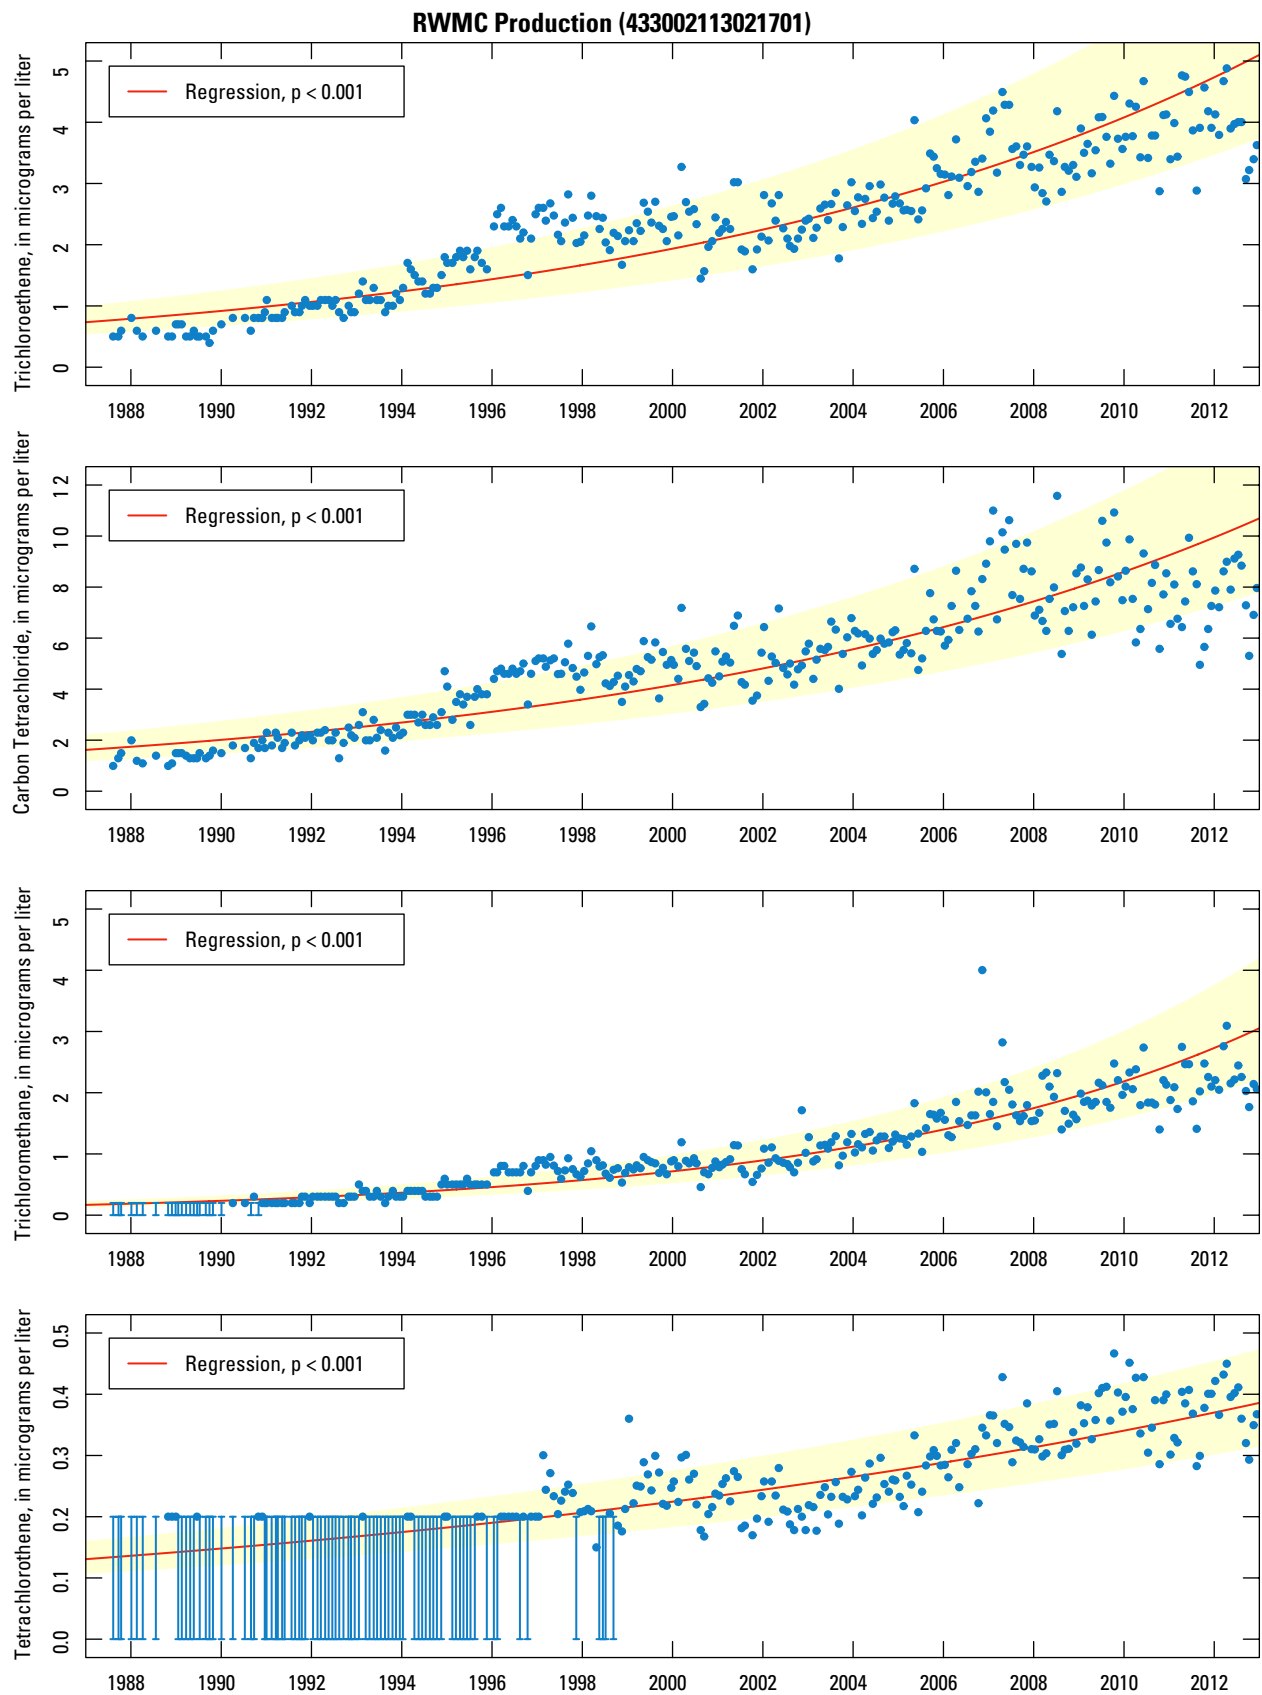 RWMC Production (433002113021701)
Trichloroethene, in micrograms per liter
5
4
3
2
1
0
Regression, p < 0.001
1988 1990 1992 1994 1996 1998 2000 2002 2004 2006 2008 2010 2012
Carbon Tetrachloride, in micrograms per liter
12
10
8
6
4
2
0
Regression, p < 0.001
1988 1990 1992 1994 1996 1998 2000 2002 2004 2006 2008 2010 2012
Trichloromethane, in micrograms per liter
5
4
3
2
1
0
Regression, p < 0.001
1988 1990 1992 1994 1996 1998 2000 2002 2004 2006 2008 2010 2012
Tetrachlorothene, in micrograms per liter
0.5
0.4
0.3
0.2
0.1
0.0
Regression, p < 0.001
1988 1990 1992 1994 1996 1998 2000 2002 2004 2006 2008 2010 2012